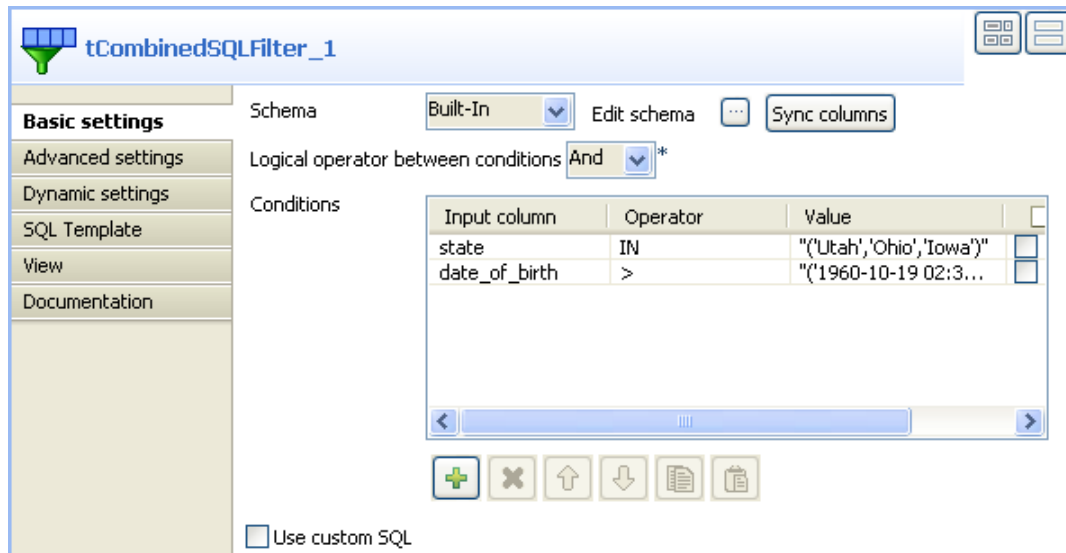 tCombinedSQLFilter_1
Basic settings
Advanced settings
Dynamic settings
SQL Template
View
Documentation
Schema Built-In Edit schema ... Sync columns
Logical operator between conditions And *
Conditions
Input column Operator Value
state IN "('Utah','Ohio','Iowa')"
date_of_birth > "('1960-10-19 02:3...
Use custom SQL